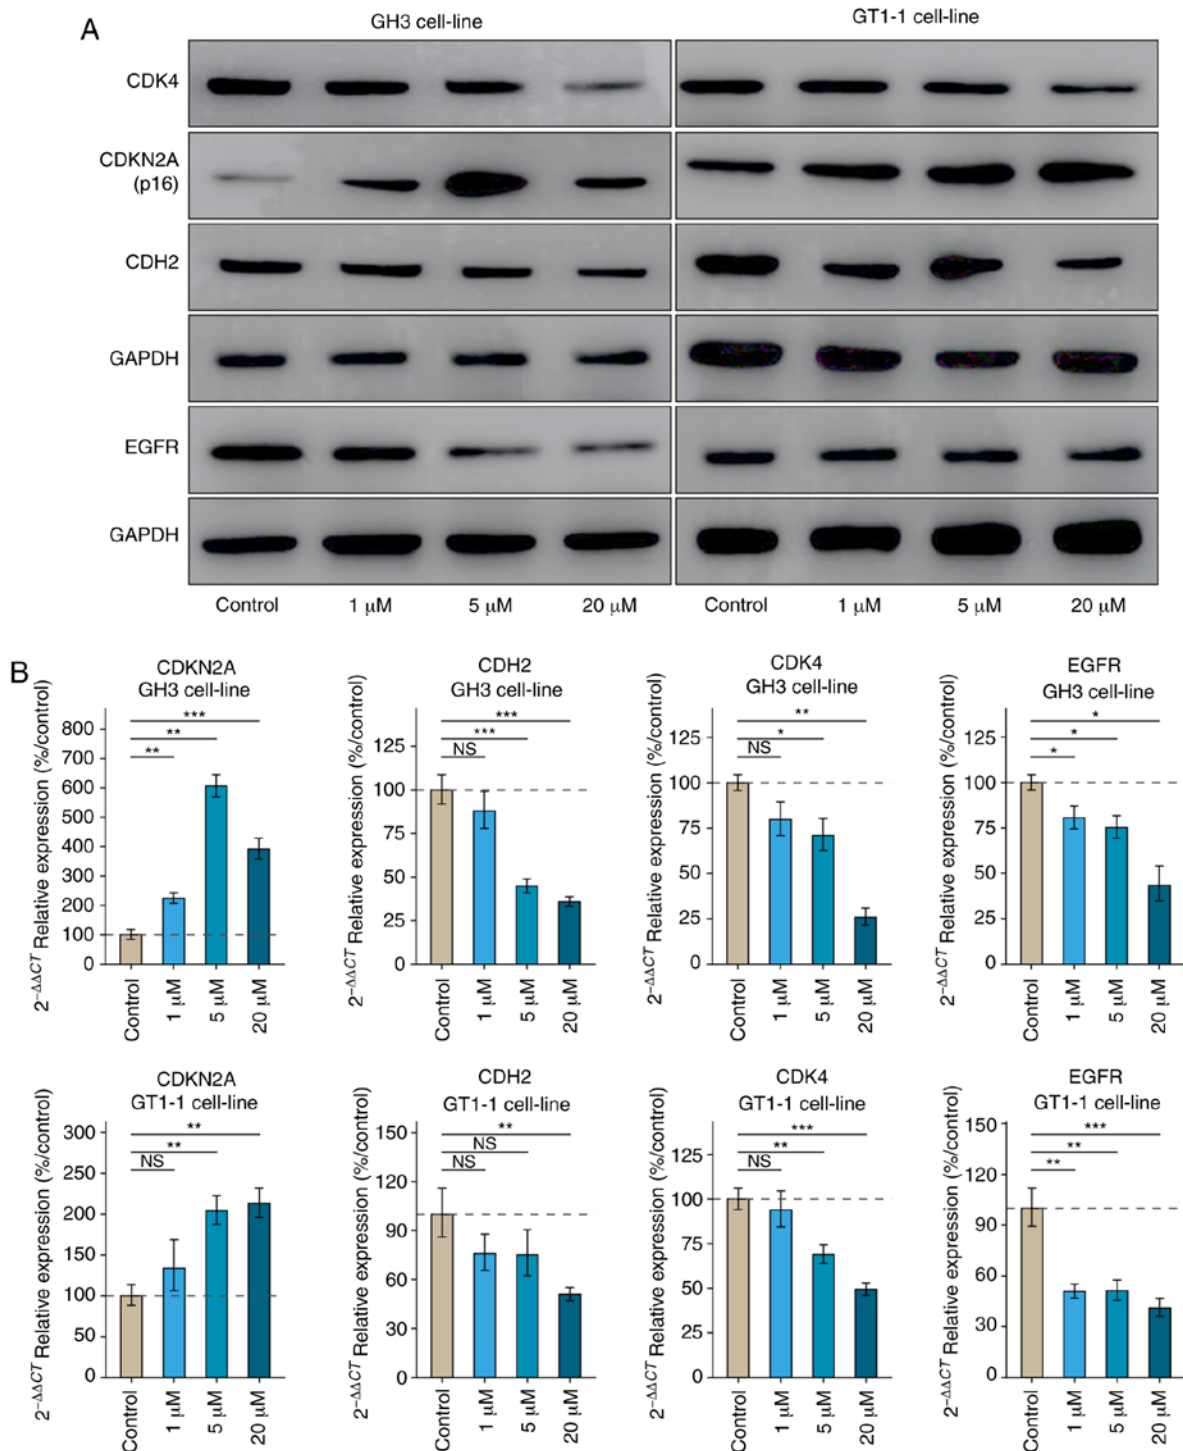 A
GH3 cell-line
GT1-1 cell-line
CDK4
CDKN2A
(p16)
CDH2
GAPDH
EGFR
GAPDH
Control 1 μM 5 μM 20 μM Control 1 μM 5 μM 20 μM
B
CDKN2A
GH3 cell-line
2−ΔΔCT Relative expression (%/control)
800
700
600
500
400
300
200
100
0
***
**
**
Control
1 μM
5 μM
20 μM
CDH2
GH3 cell-line
2−ΔΔCT Relative expression (%/control)
125
100
75
50
25
0
***
***
NS
Control
1 μM
5 μM
20 μM
CDK4
GH3 cell-line
2−ΔΔCT Relative expression (%/control)
125
100
75
50
25
0
**
*
NS
Control
1 μM
5 μM
20 μM
EGFR
GH3 cell-line
2−ΔΔCT Relative expression (%/control)
125
100
75
50
25
0
*
*
*
Control
1 μM
5 μM
20 μM
CDKN2A
GT1-1 cell-line
2−ΔΔCT Relative expression (%/control)
300
250
200
150
100
50
0
**
**
NS
Control
1 μM
5 μM
20 μM
CDH2
GT1-1 cell-line
2−ΔΔCT Relative expression (%/control)
150
120
90
60
30
0
**
NS
NS
Control
1 μM
5 μM
20 μM
CDK4
GT1-1 cell-line
2−ΔΔCT Relative expression (%/control)
125
100
75
50
25
0
***
**
NS
Control
1 μM
5 μM
20 μM
EGFR
GT1-1 cell-line
2−ΔΔCT Relative expression (%/control)
150
120
90
60
30
0
***
**
**
Control
1 μM
5 μM
20 μM